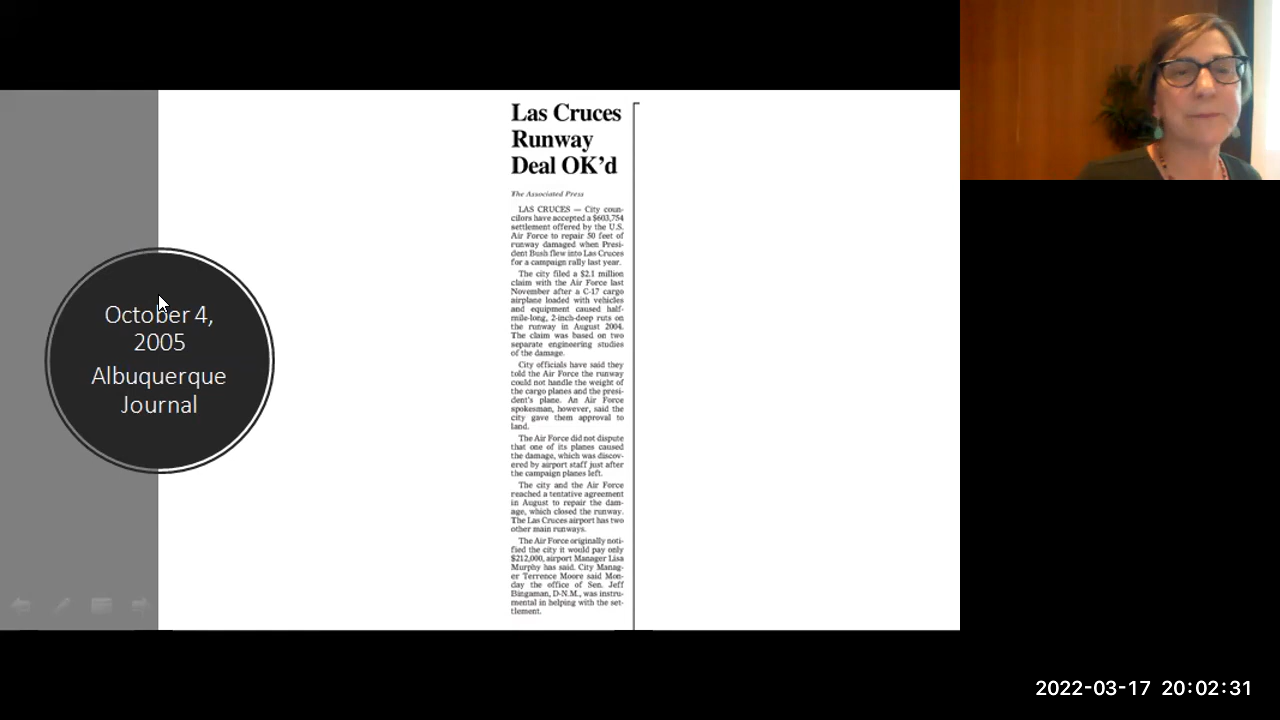 October 4,
2005
Albuquerque
Journal
Las Cruces
Runway
Deal OK'd
The Associated Press
LAS CRUCES — City coun-
cilors have accepted a $603,754
settlement offered by the U.S.
Air Force to repair 50 feet of
runway damaged when Presi-
dent Bush flew into Las Cruces
for a campaign rally last year.
The city filed a $2.1 million
claim with the Air Force last
November after a C-17 cargo
airplane loaded with vehicles
and equipment caused half-
mile-long, 2-inch-deep ruts on
the runway in August 2004.
The claim was based on two
separate engineering studies
of the damage.
City officials have said they
told the Air Force the runway
could not handle the weight of
the cargo planes and the presi-
dent's plane. An Air Force
spokesman, however, said the
city gave them approval to
land.
The Air Force did not dispute
that one of its planes caused
the damage, which was discov-
ered by airport staff just after
the campaign planes left.
The city and the Air Force
reached a tentative agreement
in August to repair the dam-
age, which closed the runway.
The Las Cruces airport has two
other main runways.
The Air Force originally noti-
fied the city it would pay only
$212,000, airport Manager Lisa
Murphy has said. City Manag-
er Terrence Moore said Mon-
day the office of Sen. Jeff
Bingaman, D-N.M., was instru-
mental in helping with the set-
tlement.
2022-03-17 20:02:31